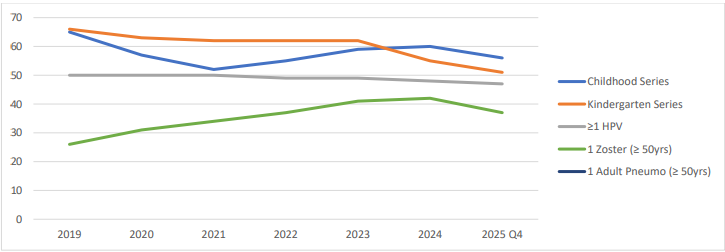 70
60
50
40
30
20
10
0
2019 2020 2021 2022 2023 2024 2025 Q4
Childhood Series
Kindergarten Series
≥1 HPV
1 Zoster (≥ 50yrs)
1 Adult Pneumo (≥ 50yrs)